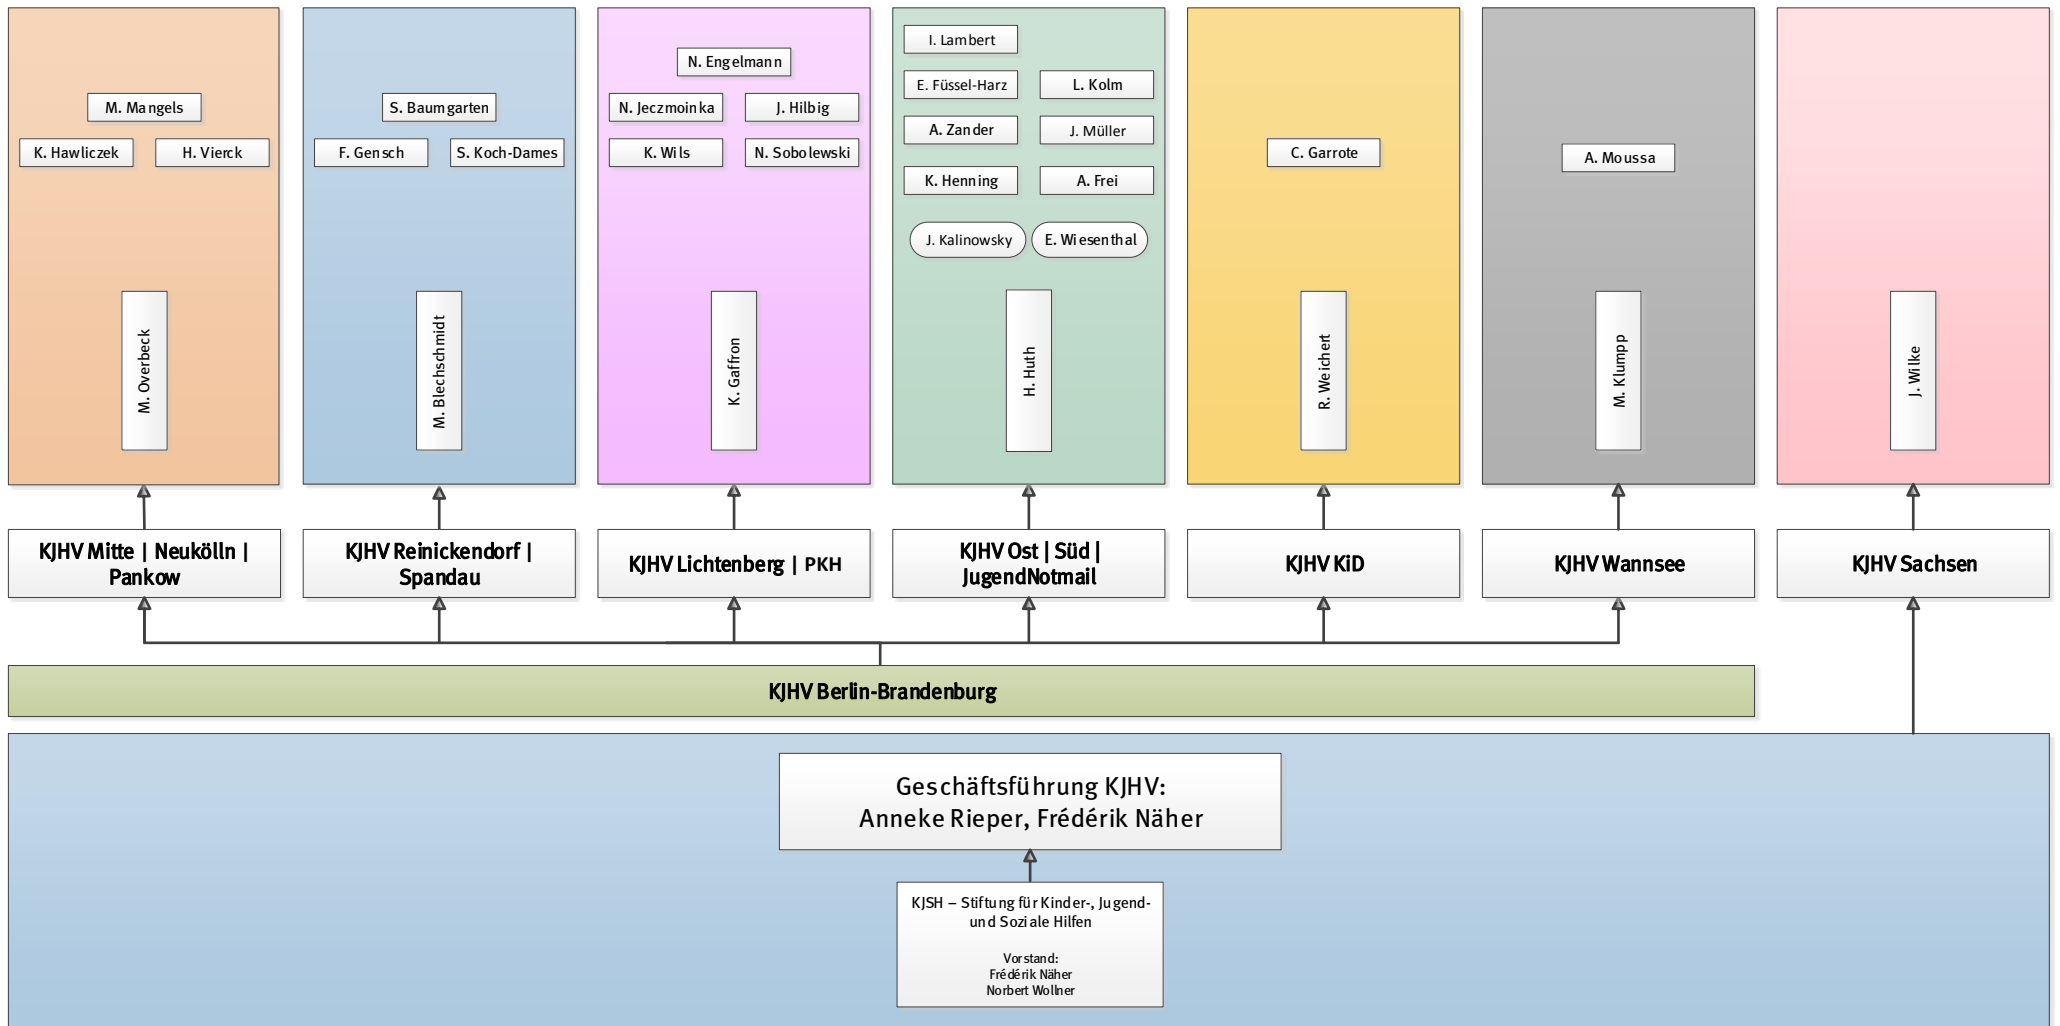 M. Mangels
K. Hawliczek
H. Vierck
M. Overbeck
S. Baumgarten
F. Gensch
S. Koch-Dames
M. Blechschmidt
N. Engelmann
N. Jeczmoinka
J. Hilbig
K. Wils
N. Sobolewski
K. Gaffron
I. Lambert
E. Füssel-Harz
L. Kolm
A. Zander
J. Müller
K. Henning
A. Frei
J. Kalinowsky
E. Wiesenthal
H. Huth
C. Garrote
R. Weichert
A. Moussa
M. Klumpp
J. Wilke
KJHV Mitte | Neukölln |
Pankow
KJHV Reinickendorf |
Spandau
KJHV Lichtenberg | PKH
KJHV Ost | Süd |
JugendNotmail
KJHV KiD
KJHV Wannsee
KJHV Sachsen
KJHV Berlin-Brandenburg
Geschäftsführung KJHV:
Anneke Rieper, Frédérik Näher
KJSH – Stiftung für Kinder-, Jugend-
und Soziale Hilfen
Vorstand:
Frédérik Näher
Norbert Wollner